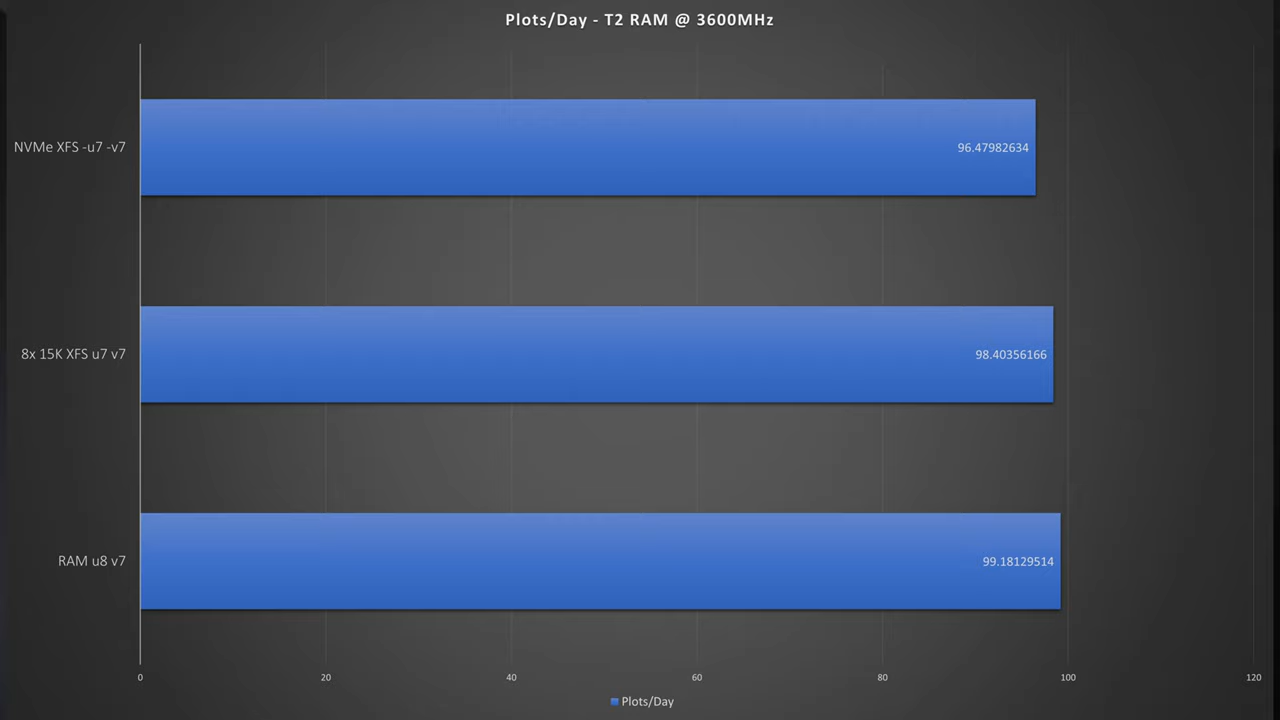 Plots/Day - T2 RAM @ 3600MHz
NVMe XFS -u7 -v7
96.47982634
8x 15K XFS u7 v7
98.40356166
RAM u8 v7
99.18129514
0 20 40 60 80 100 120
Plots/Day